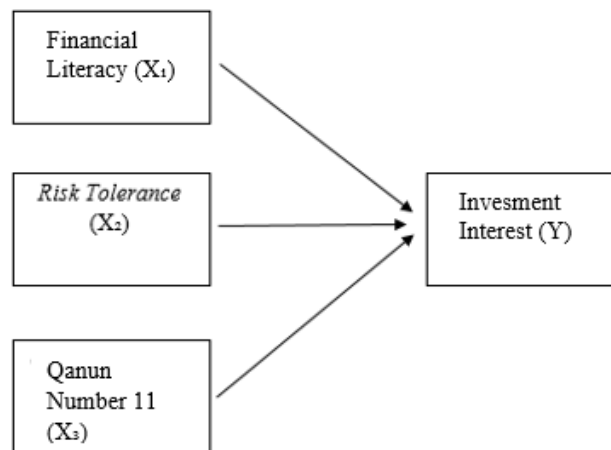 Financial
Literacy (X₁)
Risk Tolerance
(X₂)
Invesment
Interest (Y)
Qanun
Number 11
(X₃)